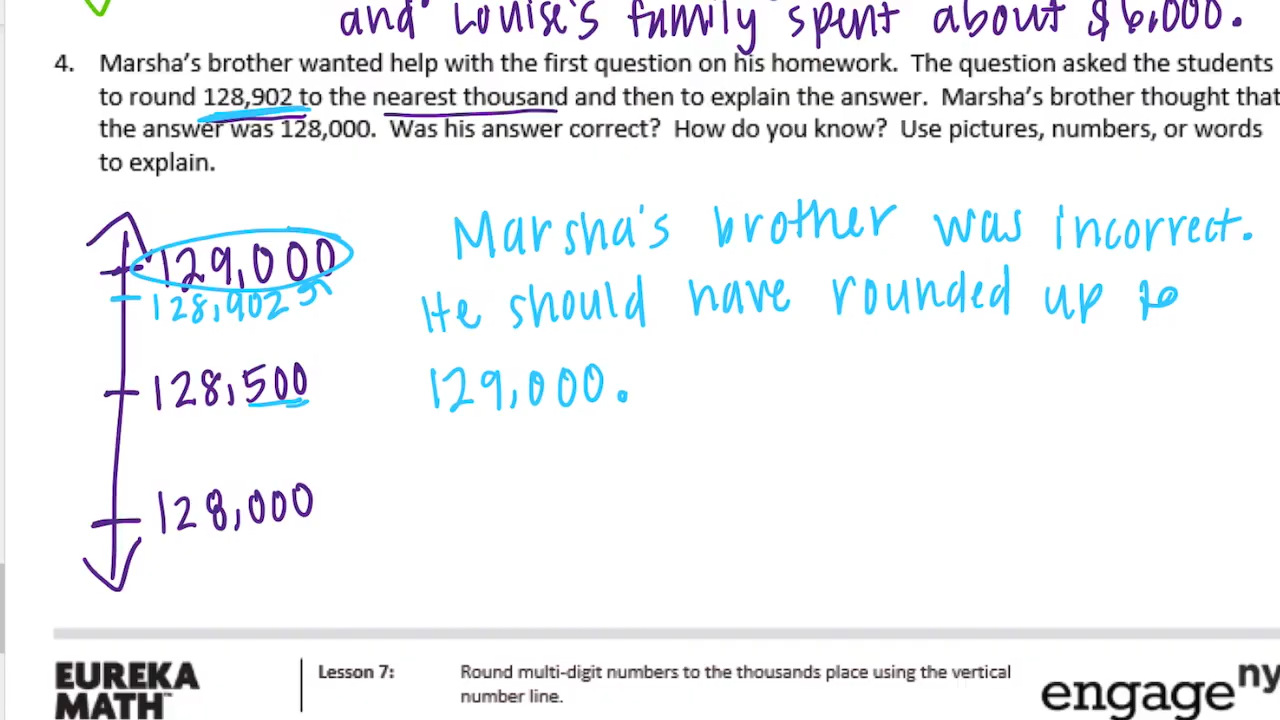 and Louise's family spent about $6,000.
4. Marsha's brother wanted help with the first question on his homework. The question asked the students
to round 128,902 to the nearest thousand and then to explain the answer. Marsha's brother thought that
the answer was 128,000. Was his answer correct? How do you know? Use pictures, numbers, or words
to explain.
129,000
128,902
128,500
128,000
Marsha's brother was incorrect.
He should have rounded up to
129,000.
EUREKA
MATH™
Lesson 7:
Round multi-digit numbers to the thousands place using the vertical
number line.
engage ny